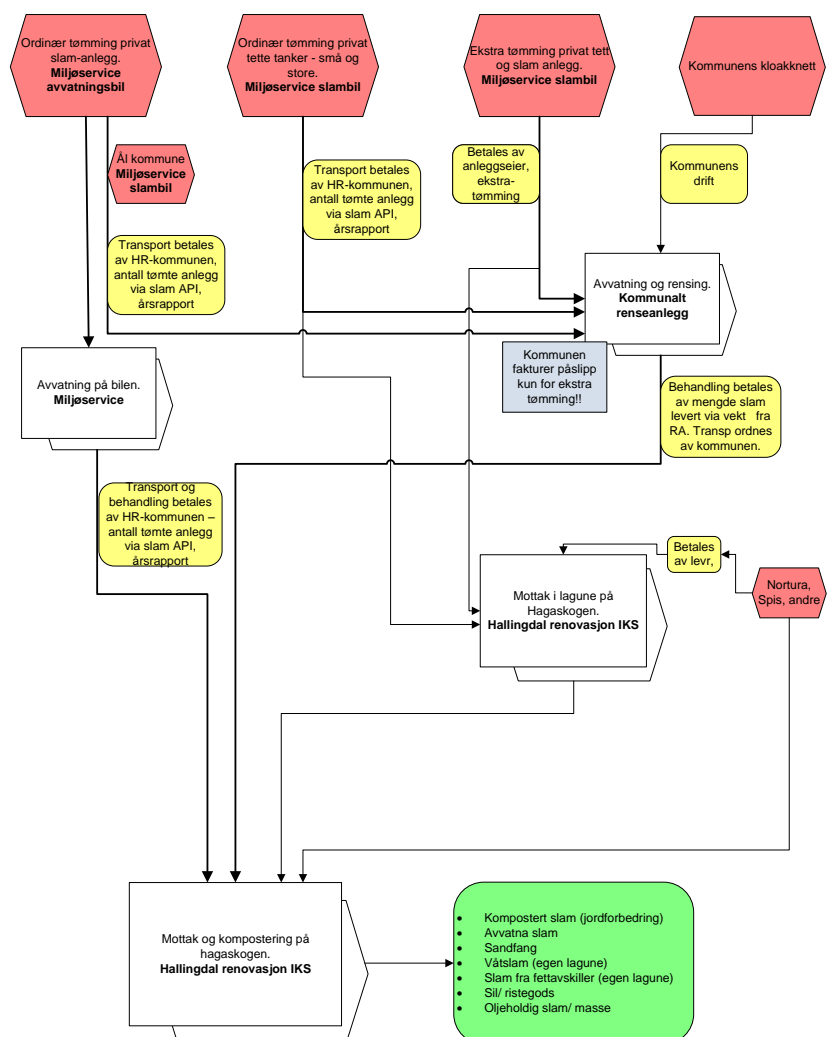 Ordinær tømming privat
slam-anlegg.
Miljøservice
avvatningsbil
Ordinær tømming privat
tette tanker - små og
store.
Miljøservice slambil
Ekstra tømming privat tett
og slam anlegg.
Miljøservice slambil
Kommunens kloakknett
Ål kommune
Miljøservice
slambil
Transport betales
av HR-kommunen,
antall tømte anlegg
via slam API,
årsrapport
Betales av
anleggseier,
ekstra-
tømming
Kommunens
drift
Transport betales
av HR-kommunen,
antall tømte anlegg
via slam API,
årsrapport
Avvatning og rensing.
Kommunalt
renseanlegg
Avvatning på bilen.
Miljøservice
Kommunen
fakturer påslipp
kun for ekstra
tømming!!
Behandling betales
av mengde slam
levert via vekt fra
RA. Transp ordnes
av kommunen.
Transport og
behandling betales
av HR-kommunen –
antall tømte anlegg
via slam API,
årsrapport
Betales
av levr,
Nortura,
Spis, andre
Mottak i lagune på
Hagaskogen.
Hallingdal renovasjon IKS
Mottak og kompostering på
hagaskogen.
Hallingdal renovasjon IKS
• Kompostert slam (jordforbedring)
• Avvatna slam
• Sandfang
• Våtslam (egen lagune)
• Slam fra fettavskiller (egen lagune)
• Sil/ ristegods
• Oljeholdig slam/ masse